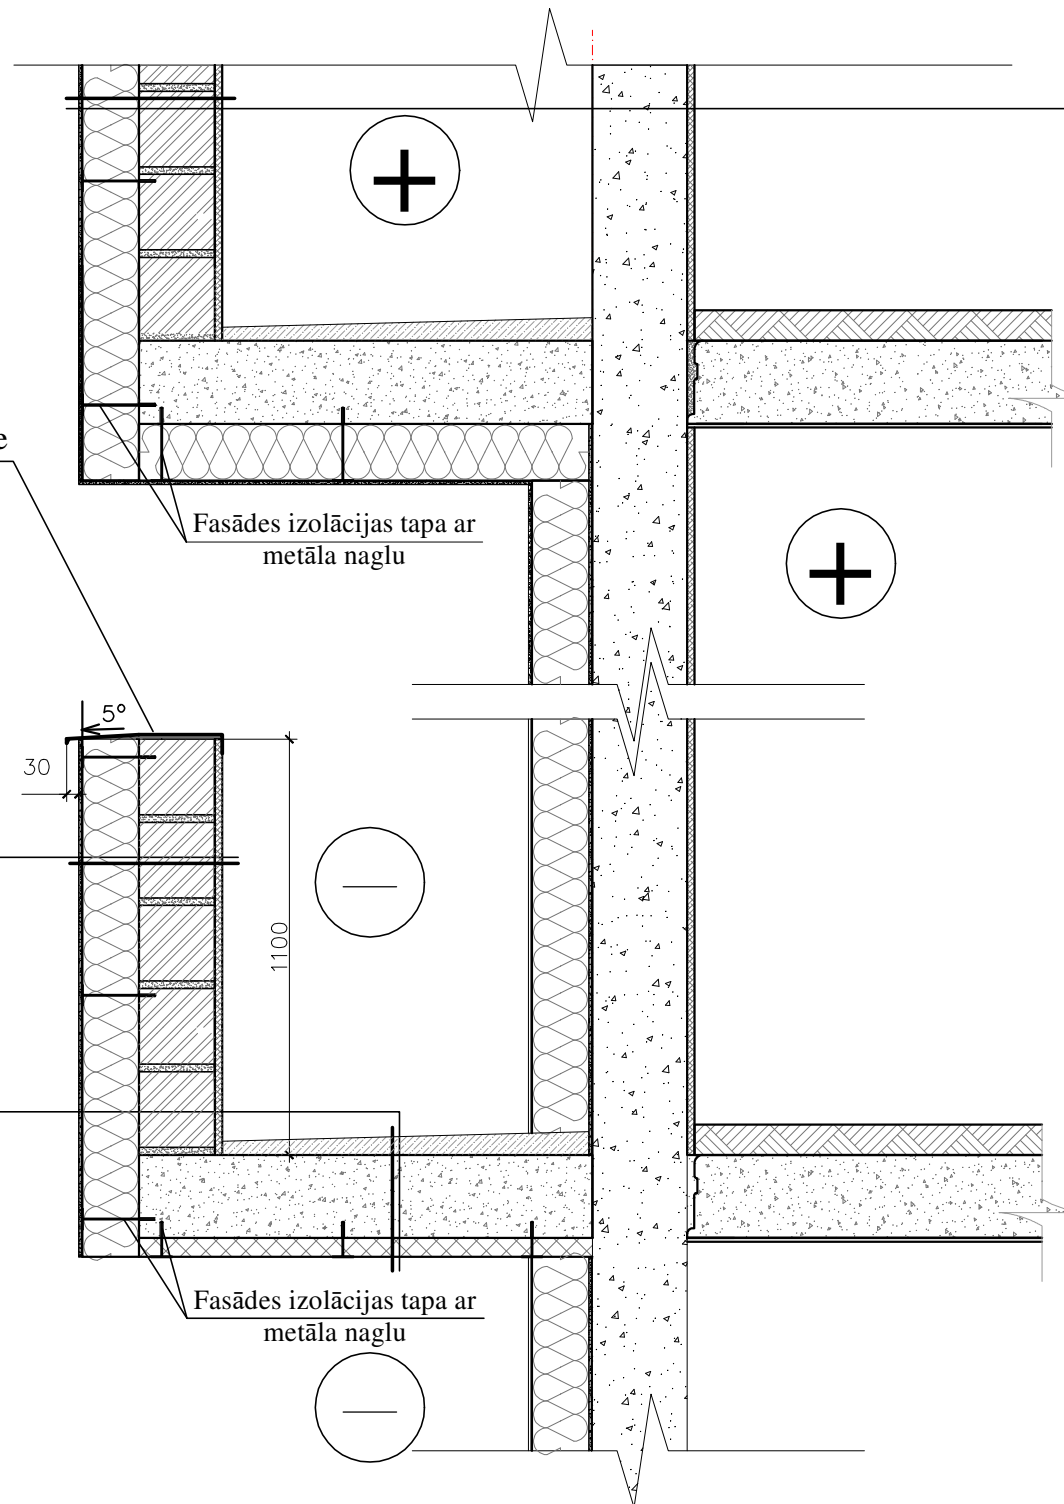 e
Fasādes izolācijas tapa ar
metāla naglu
5°
30
1100
Fasādes izolācijas tapa ar
metāla naglu